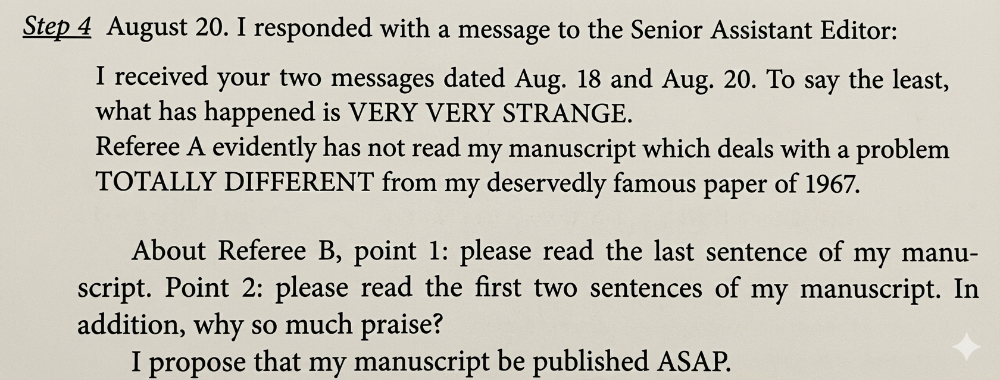 Step 4 August 20. I responded with a message to the Senior Assistant Editor:
I received your two messages dated Aug. 18 and Aug. 20. To say the least,
what has happened is VERY VERY STRANGE.
Referee A evidently has not read my manuscript which deals with a problem
TOTALLY DIFFERENT from my deservedly famous paper of 1967.
About Referee B, point 1: please read the last sentence of my manu-
script. Point 2: please read the first two sentences of my manuscript. In
addition, why so much praise?
I propose that my manuscript be published ASAP.